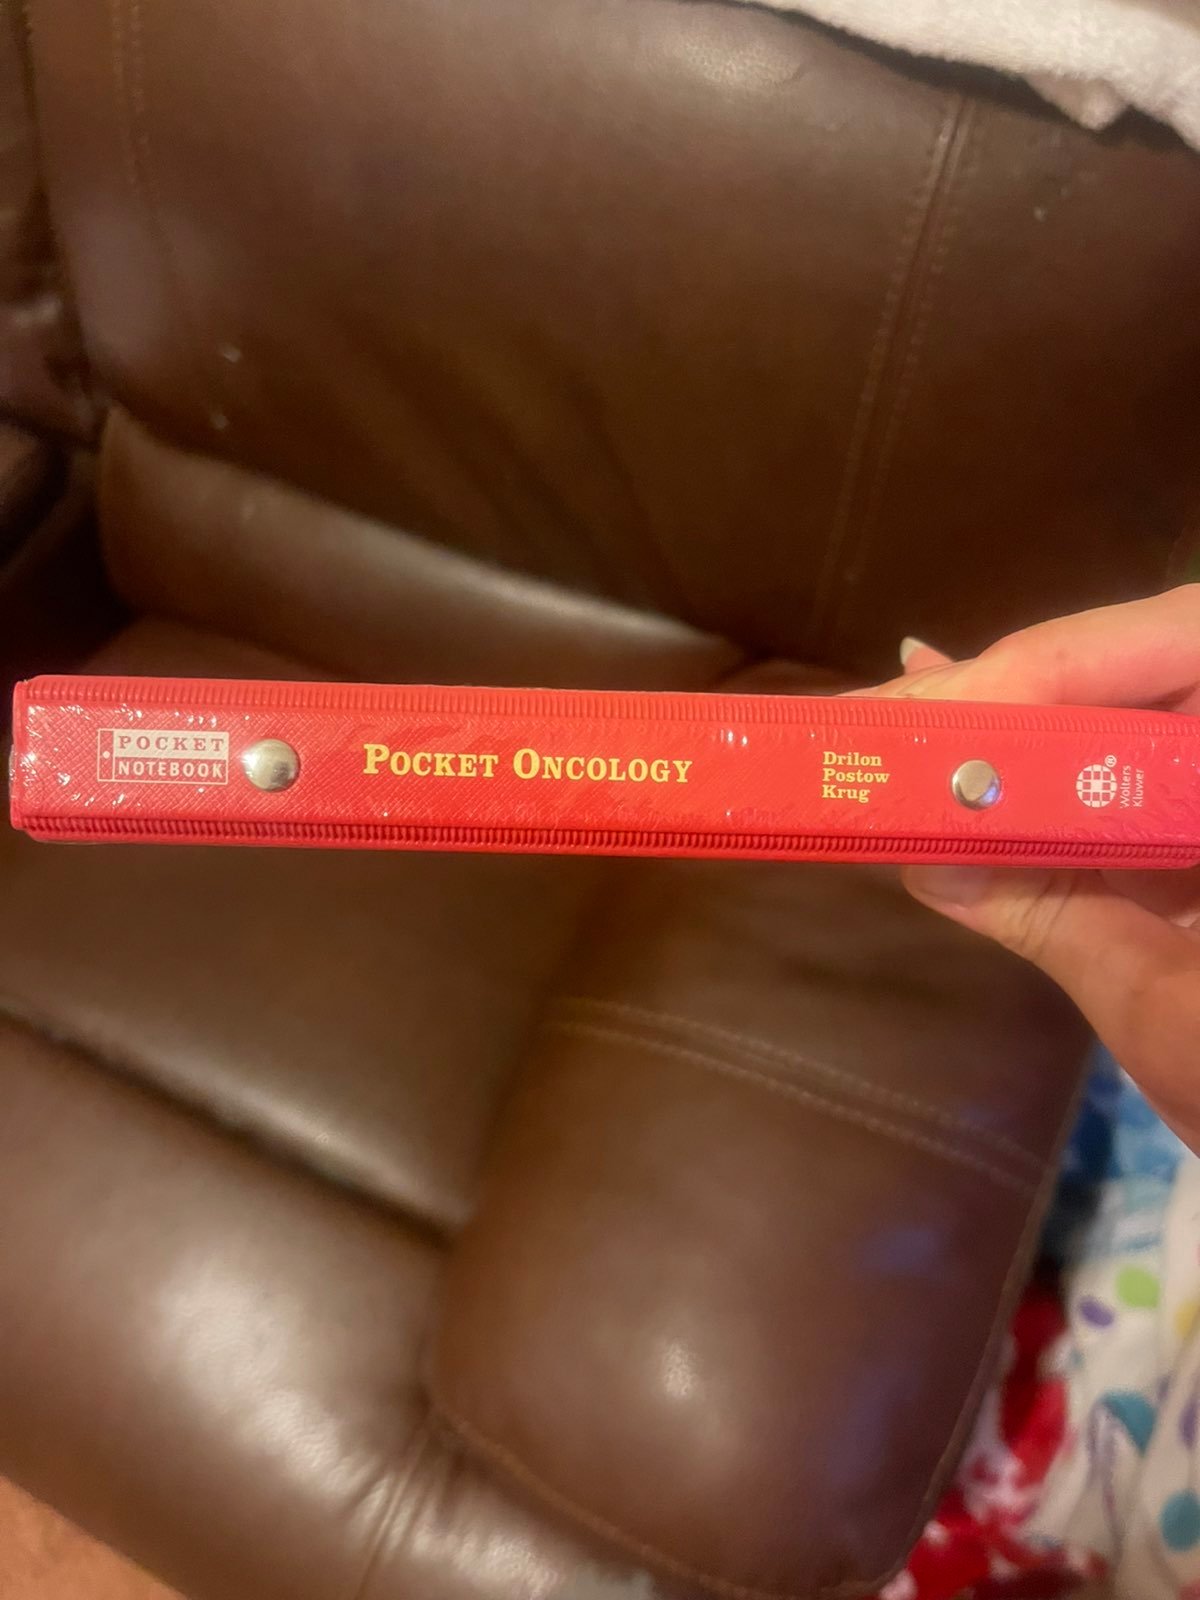 POCKET
NOTEBOOK
POCKET ONCOLOGY
Drilon
Postow
Krug
®
Wolters
Kluwer